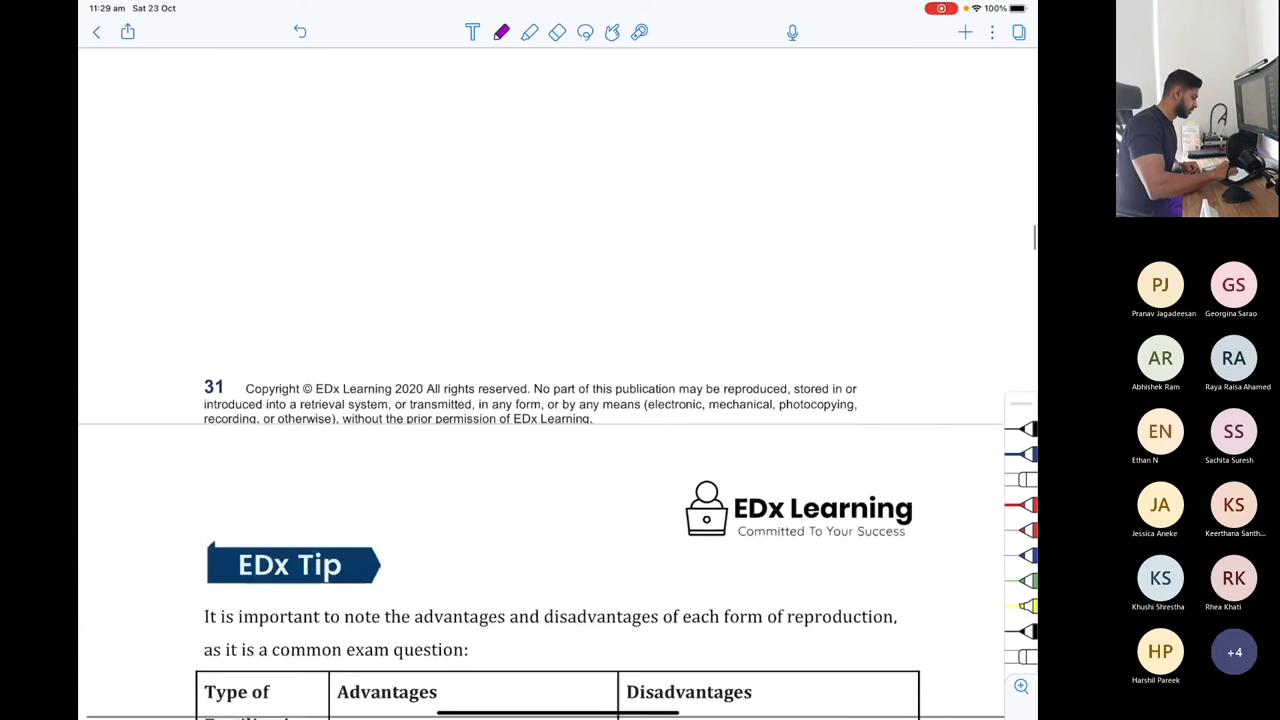 11:29 am Sat 23 Oct
100%
31 Copyright © EDx Learning 2020 All rights reserved. No part of this publication may be reproduced, stored in or
introduced into a retrieval system, or transmitted, in any form, or by any means (electronic, mechanical, photocopying,
recording, or otherwise), without the prior permission of EDx Learning.
EDx Learning
Committed To Your Success
EDx Tip
It is important to note the advantages and disadvantages of each form of reproduction,
as it is a common exam question:
Type of Advantages Disadvantages
PJ GS
Pranav Jagadeesan Georgina Sarao
AR RA
Abhishek Ram Raya Raisa Ahamed
EN SS
Ethan N Sachita Suresh
JA KS
Jessica Aneke Keerthana Santh...
KS RK
Khushi Shrestha Rhea Khati
HP +4
Harshil Pareek